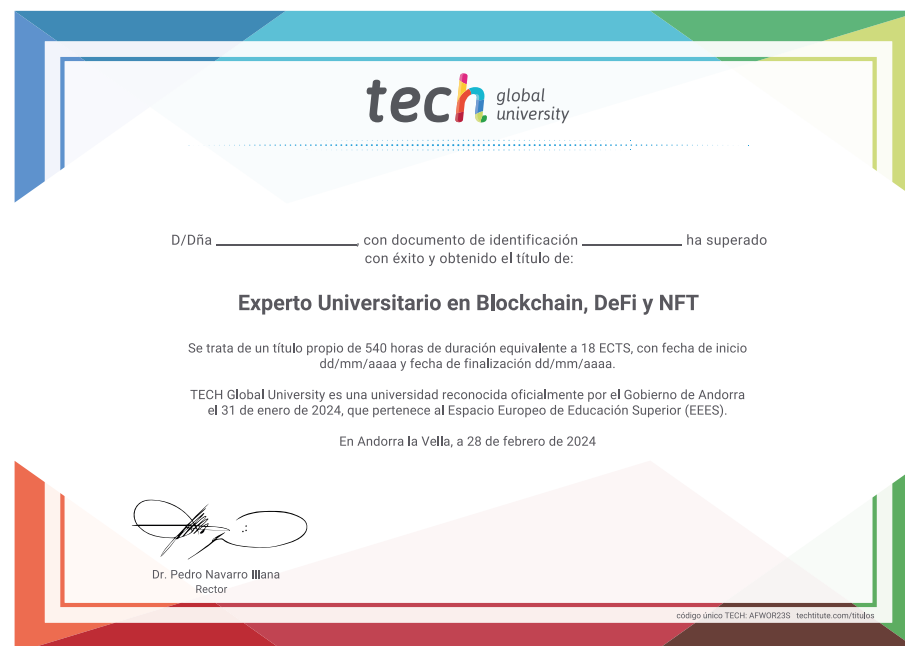 tech global university
D/Dña ____________________, con documento de identificación ______________ ha superado
con éxito y obtenido el título de:
Experto Universitario en Blockchain, DeFi y NFT
Se trata de un título propio de 540 horas de duración equivalente a 18 ECTS, con fecha de inicio
dd/mm/aaaa y fecha de finalización dd/mm/aaaa.
TECH Global University es una universidad reconocida oficialmente por el Gobierno de Andorra
el 31 de enero de 2024, que pertenece al Espacio Europeo de Educación Superior (EEES).
En Andorra la Vella, a 28 de febrero de 2024
Dr. Pedro Navarro Illana
Rector
código único TECH: AFWOR23S techtitute.com/titulos